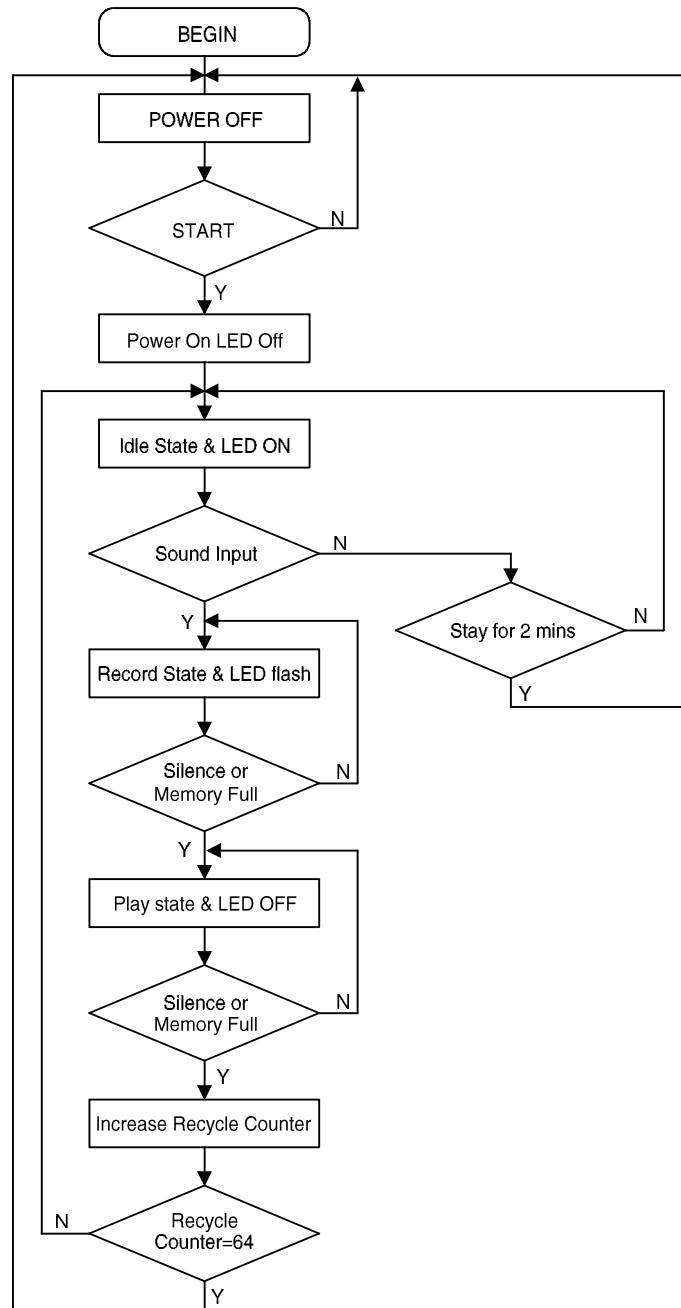 BEGIN
POWER OFF
START
N
Y
Power On LED Off
Idle State & LED ON
Sound Input
N
Y
Stay for 2 mins
N
Y
Record State & LED flash
Silence or
Memory Full
N
Y
Play state & LED OFF
Silence or
Memory Full
N
Y
Increase Recycle Counter
Recycle
Counter=64
N
Y